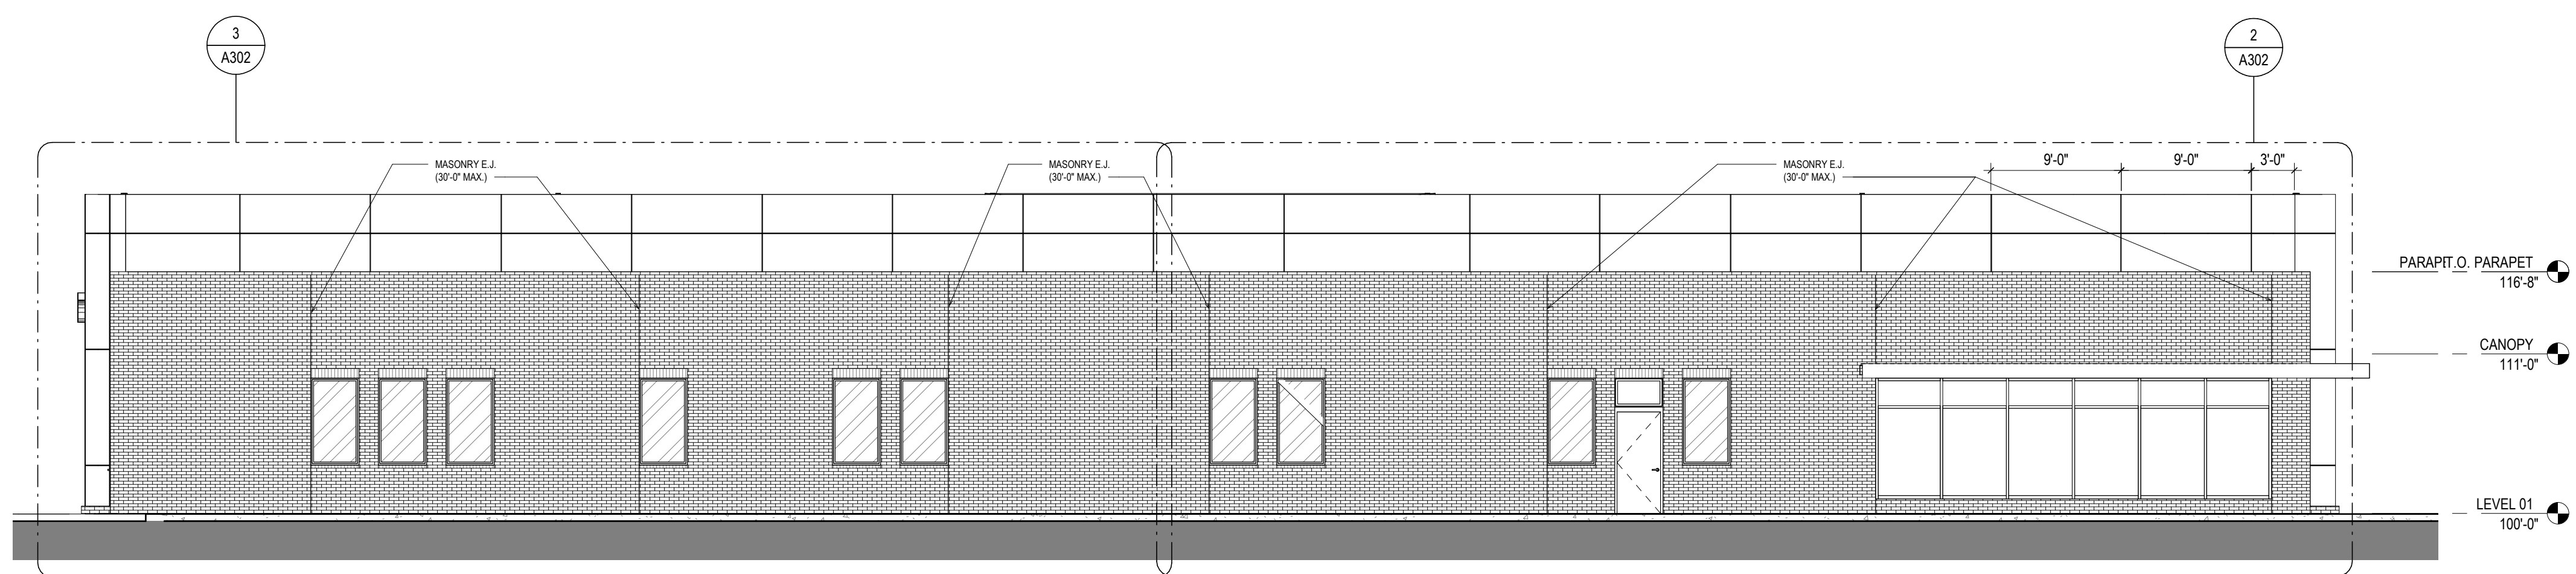 3
A302
2
A302
MASONRY E.J.
(30'-0" MAX.)
MASONRY E.J.
(30'-0" MAX.)
MASONRY E.J.
(30'-0" MAX.)
9'-0"
9'-0"
3'-0"
PARAPIT.O. PARAPET
116'-8"
CANOPY
111'-0"
LEVEL 01
100'-0"